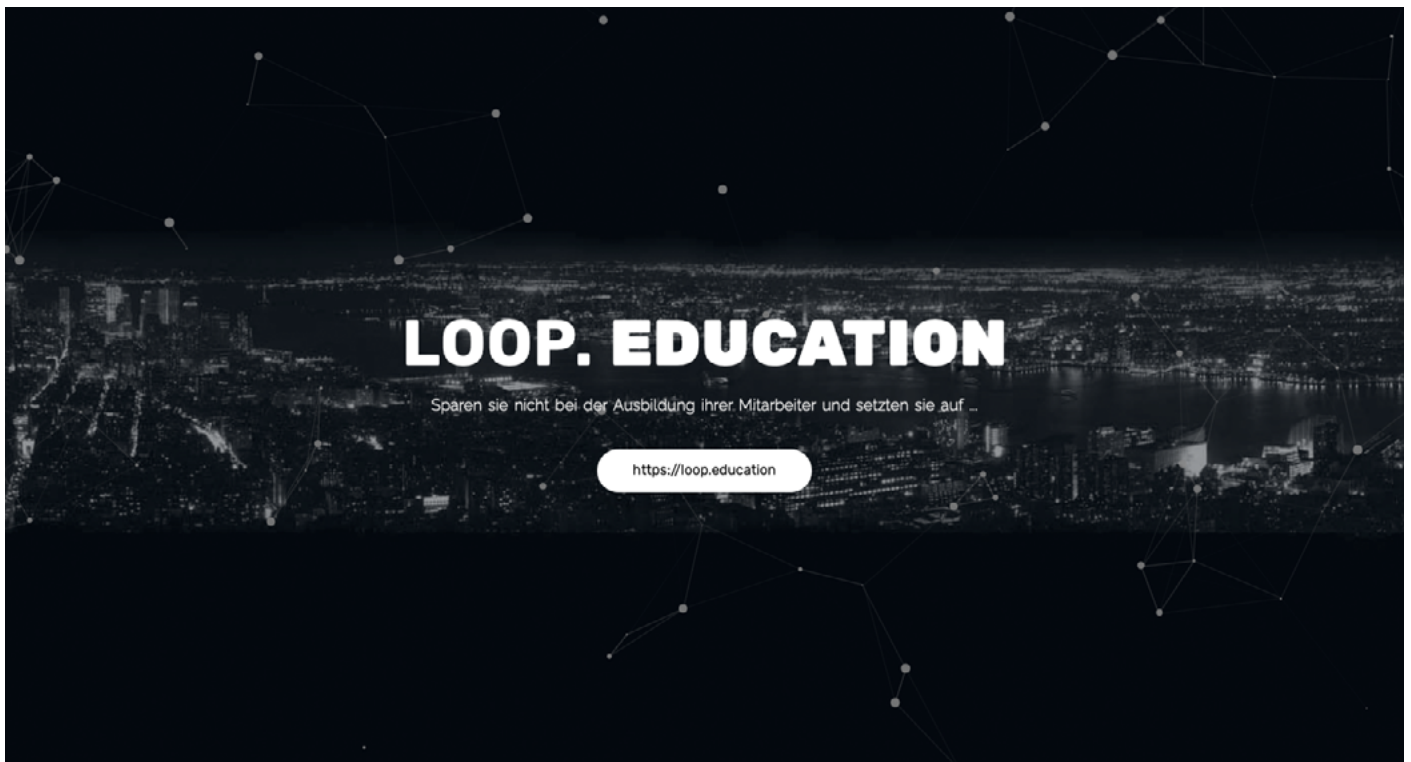 LOOP. EDUCATION
Sparen sie nicht bei der Ausbildung ihrer Mitarbeiter und setzten sie auf ...
https://loop.education